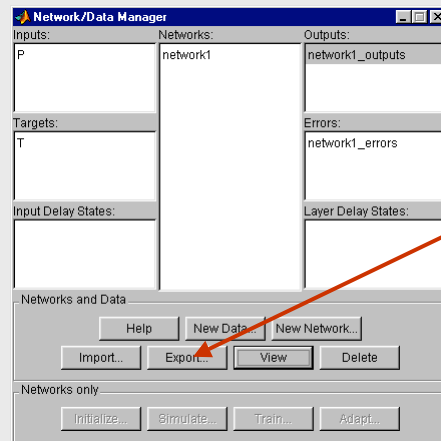 Network/Data Manager
Inputs: Networks: Outputs:
P network1 network1_outputs
Targets: Errors:
T network1_errors
Input Delay States: Layer Delay States:
Networks and Data
Help New Data... New Network...
Import... Export... View Delete
Networks only
Initialize... Simulate... Train... Adapt...